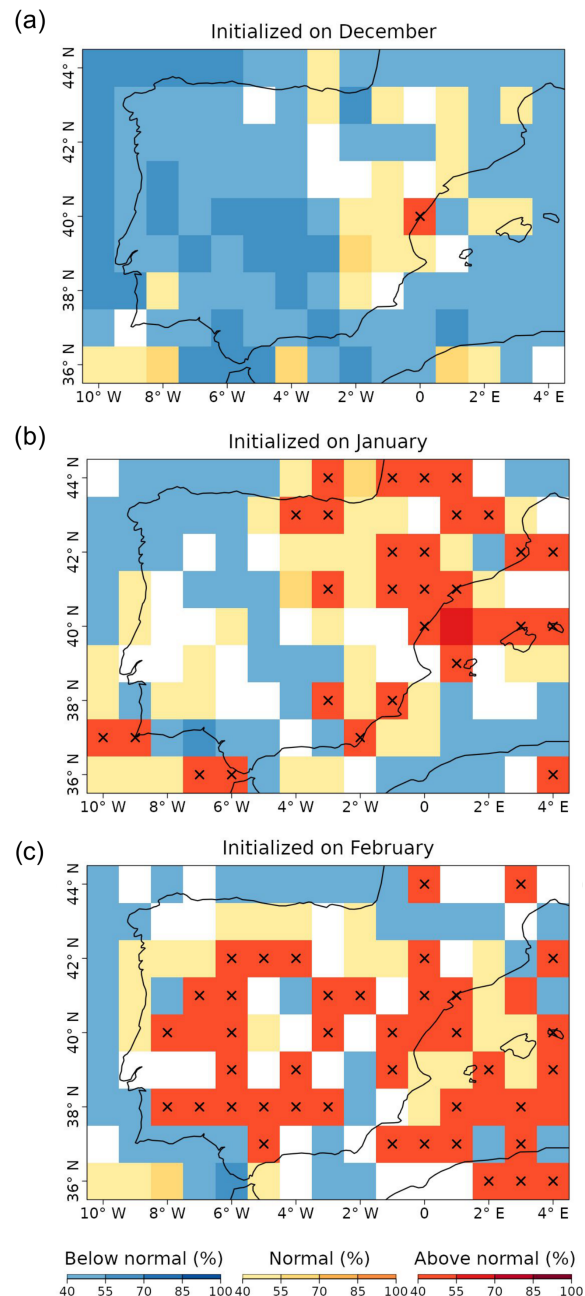 (a)
Initialized on December
44° N
42° N
40° N
38° N
36° N
10° W 8° W 6° W 4° W 2° W 0 2° E 4° E
(b)
Initialized on January
44° N
42° N
40° N
38° N
36° N
10° W 8° W 6° W 4° W 2° W 0 2° E 4° E
(c)
Initialized on February
44° N
42° N
40° N
38° N
36° N
10° W 8° W 6° W 4° W 2° W 0 2° E 4° E
Below normal (%) Normal (%) Above normal (%)
40 55 70 85 100 40 55 70 85 100 40 55 70 85 100